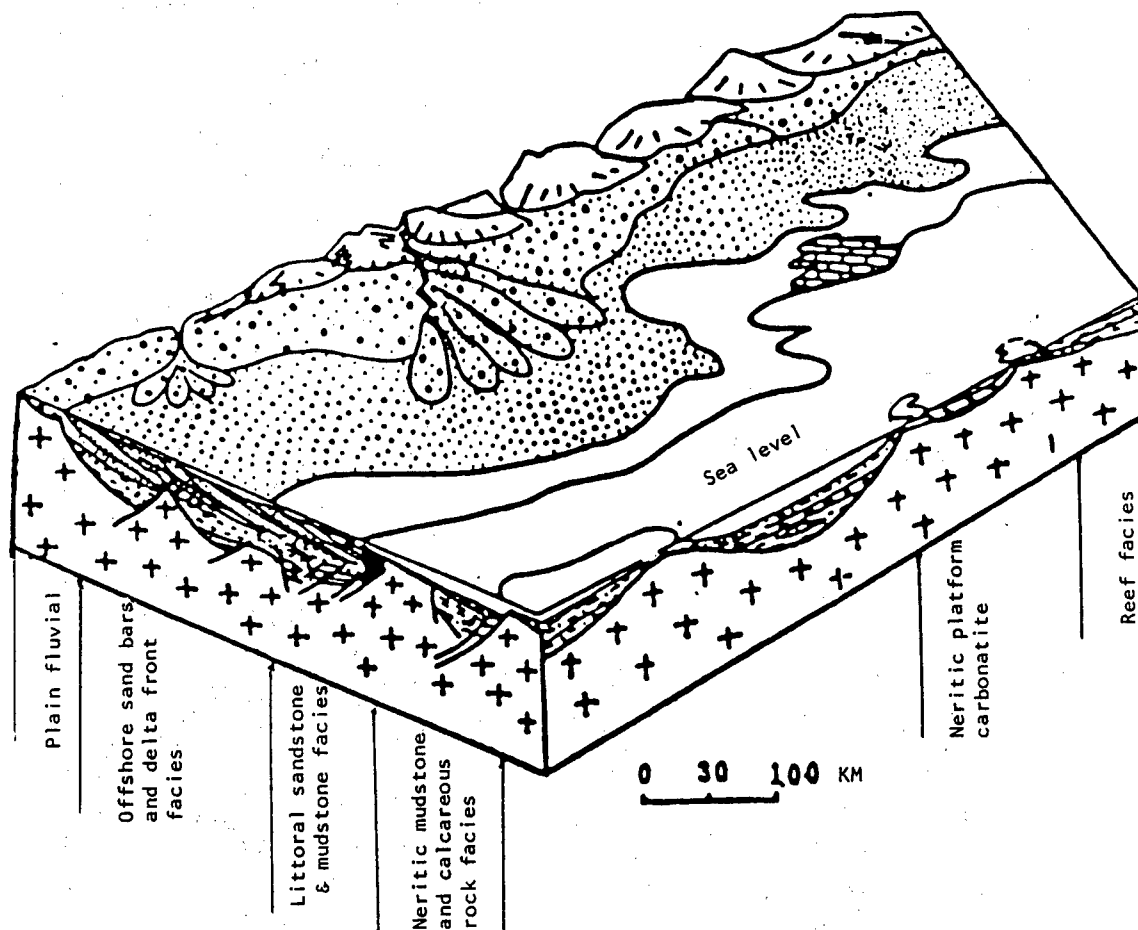 Sea level
Plain fluvial
Offshore sand bars
and delta front
facies
Littoral sandstone
& mudstone facies
Neritic mudstone
and calcareous
rock facies
Neritic platform
carbonatite
Reef facies
0 30 100 KM